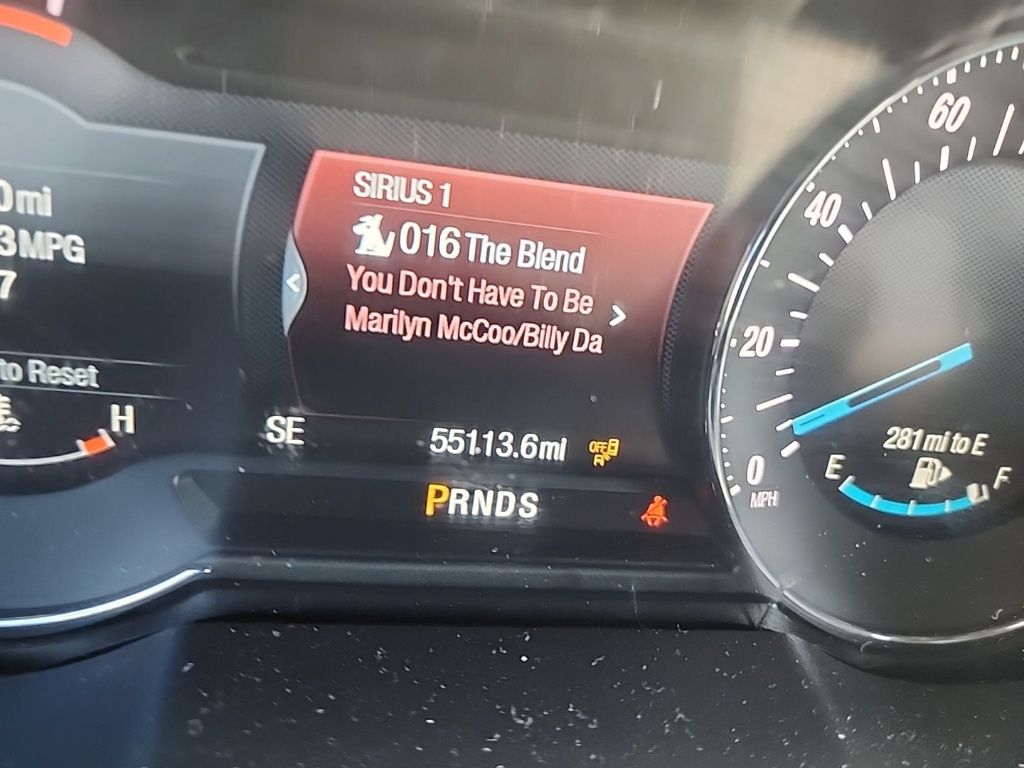 0mi
3MPG
7
to Reset
H
SIRIUS 1
016 The Blend
You Don't Have To Be
Marilyn McCoo/Billy Da
SE
55113.6mi
OFF
PRNDS
60
40
20
0
MPH
281 mi to E
E
F